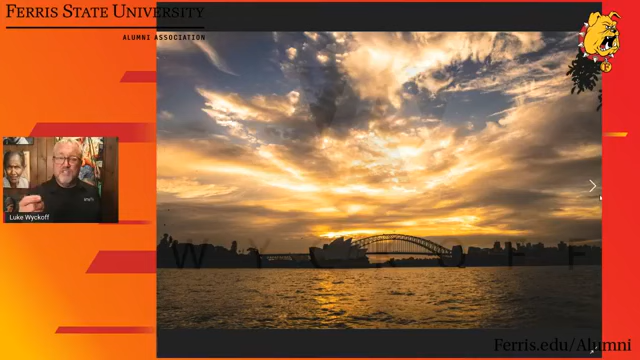 FERRIS STATE UNIVERSITY
ALUMNI ASSOCIATION
Luke Wyckoff
W Y C K O F F
Ferris.edu/Alumni